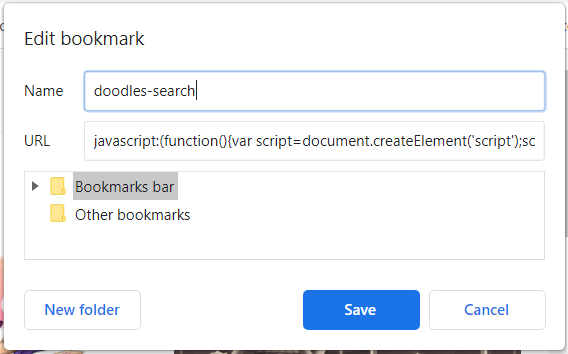 Edit bookmark
Name
doodles-search
URL
javascript:(function(){var script=document.createElement('script');sc
Bookmarks bar
Other bookmarks
New folder
Save
Cancel